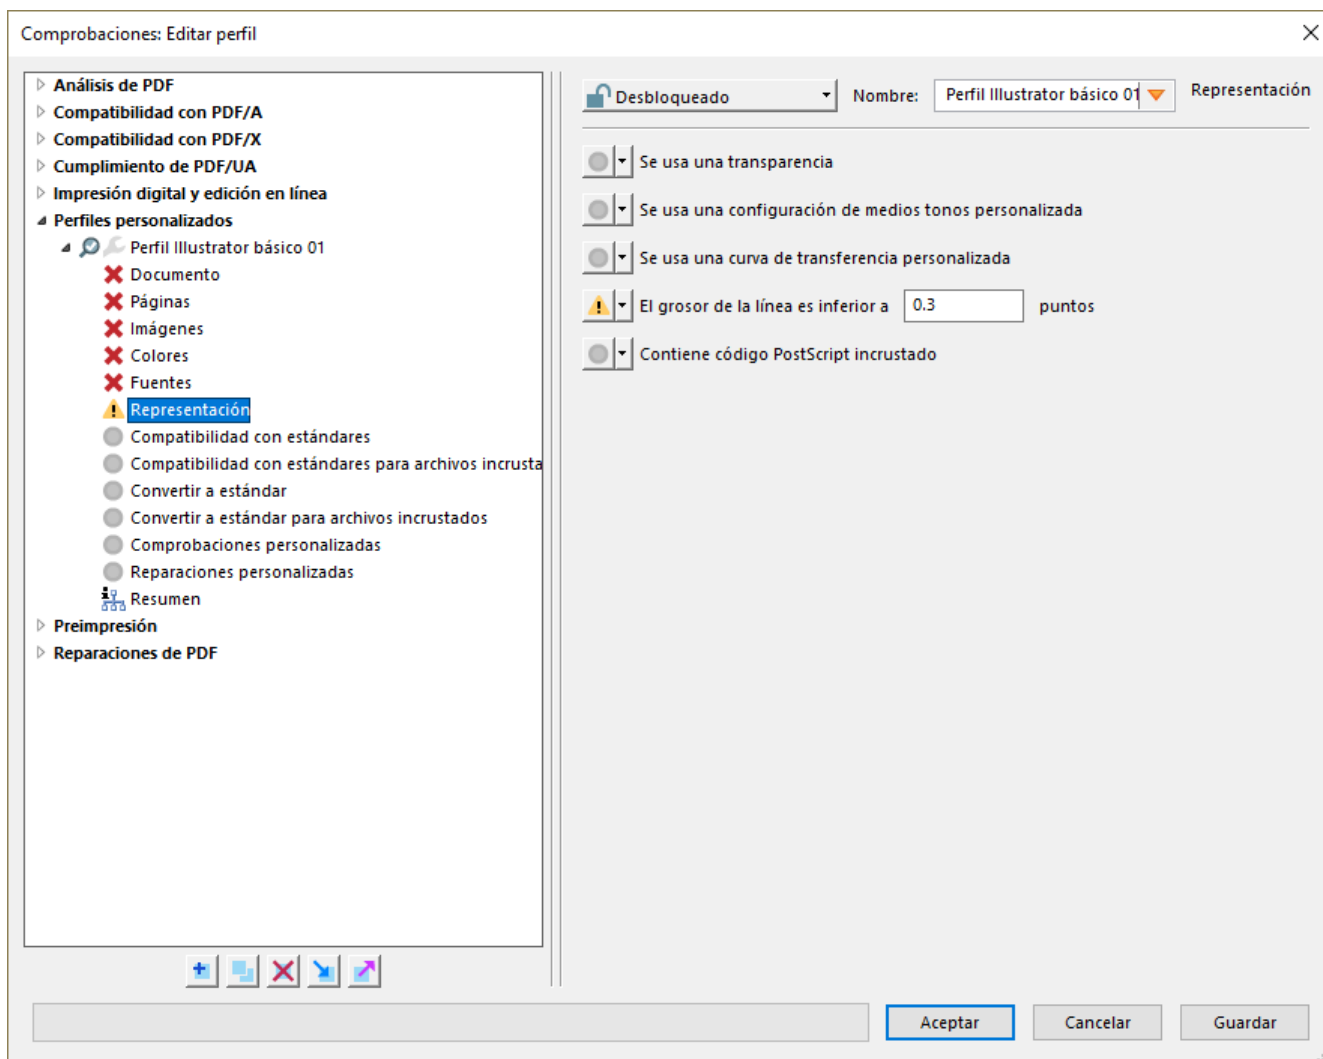 Comprobaciones: Editar perfil
Análisis de PDF
Compatibilidad con PDF/A
Compatibilidad con PDF/X
Cumplimiento de PDF/UA
Impresión digital y edición en línea
Perfiles personalizados
Perfil Illustrator básico 01
Documento
Páginas
Imágenes
Colores
Fuentes
Representación
Compatibilidad con estándares
Compatibilidad con estándares para archivos incrusta
Convertir a estándar
Convertir a estándar para archivos incrustados
Comprobaciones personalizadas
Reparaciones personalizadas
Resumen
Preimpresión
Reparaciones de PDF
Desbloqueado Nombre: Perfil Illustrator básico 01 Representación
Se usa una transparencia
Se usa una configuración de medios tonos personalizada
Se usa una curva de transferencia personalizada
El grosor de la línea es inferior a 0.3 puntos
Contiene código PostScript incrustado
Aceptar Cancelar Guardar